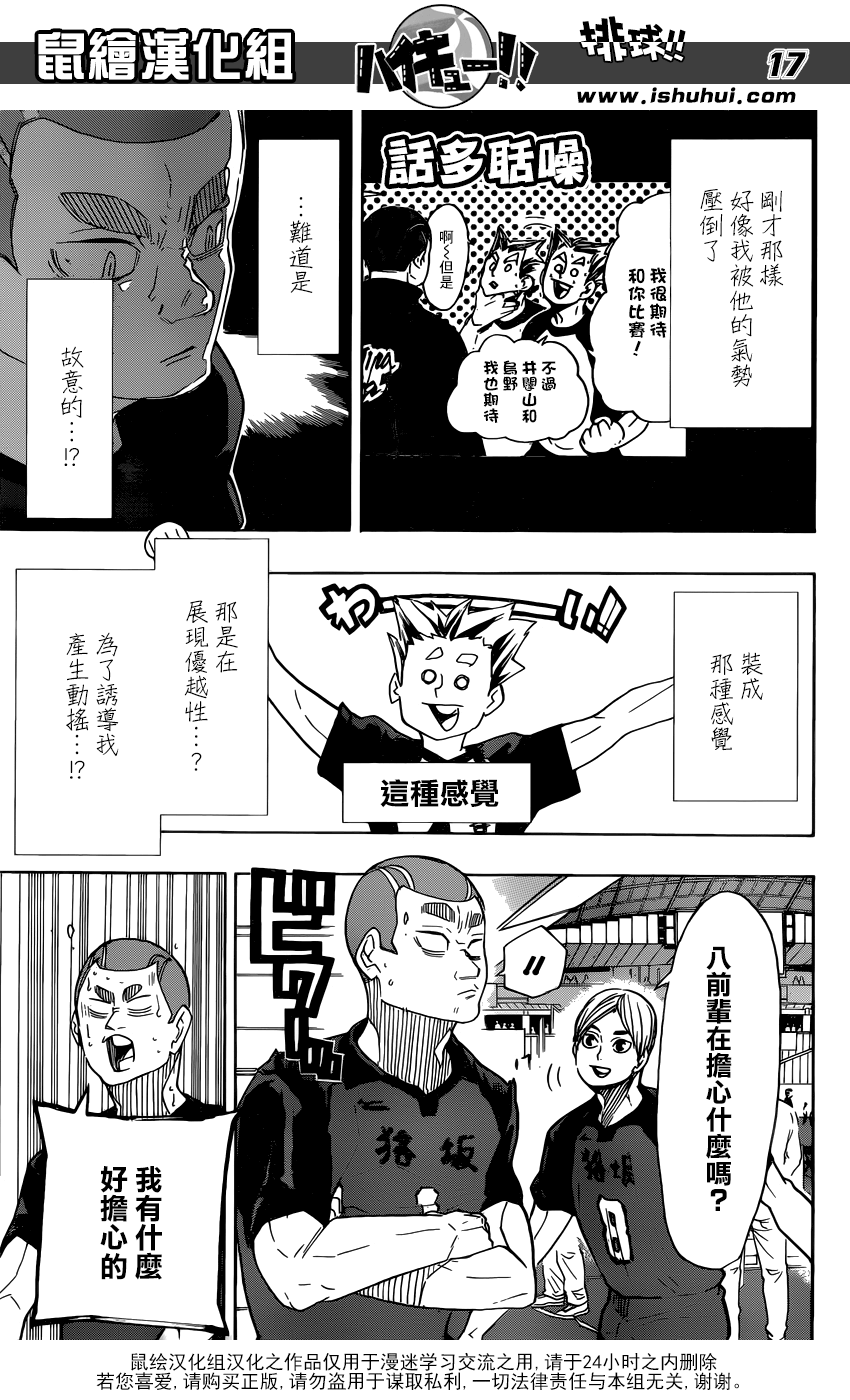 鼠繪漢化組
ハイキュー!!
排球!!
17
www.ishuhui.com
剛才那樣
好像我被他的氣勢
壓倒了
話多聒噪
我很期待
和你比賽!
啊~但是
不過
井闥山和
烏野
我也期待
…難道是
故意的…!?
裝成
那種感覺
わーい!!
這種感覺
那是在
展現優越性…?
為了誘導我
產生動搖…!?
八前輩在擔心什麼嗎?
〃
猪坂
猪坂
我有什麼
好擔心的
鼠绘汉化组汉化之作品仅用于漫迷学习交流之用,请于24小时之内删除
若您喜爱,请购买正版,请勿盗用于谋取私利,一切法律责任与本组无关,谢谢。